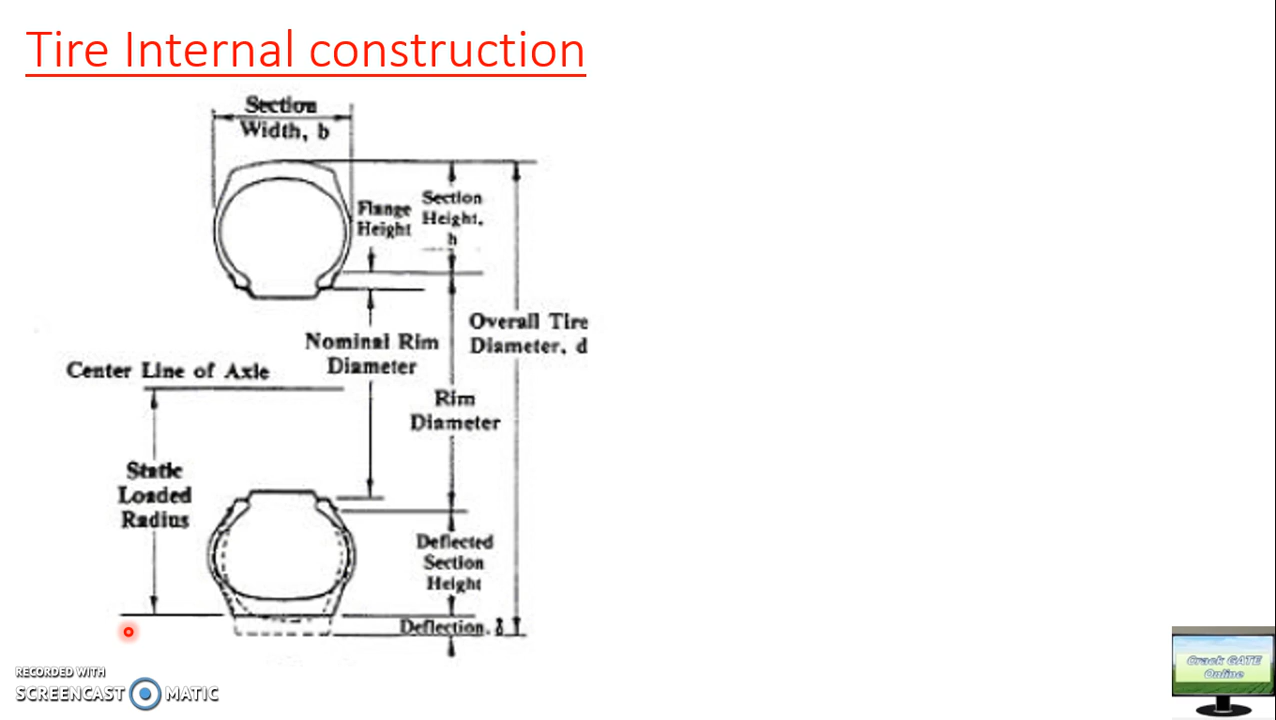 Tire Internal construction
Section
Width, b
Flange
Height
Section
Height,
h
Overall Tire
Diameter, d
Nominal Rim
Diameter
Center Line of Axle
Rim
Diameter
Static
Loaded
Radius
Deflected
Section
Height
Deflection, δ
RECORDED WITH
SCREENCAST MATIC
Crack GATE
Online